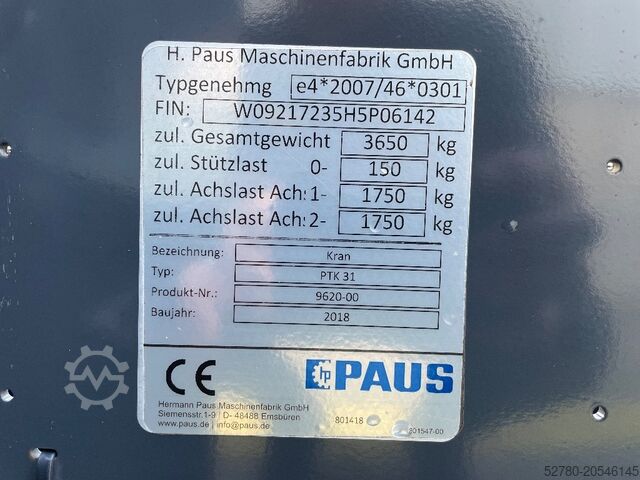 H. Paus Maschinenfabrik GmbH
Typgenehmg e4*2007/46*0301
FIN: W09217235H5P06142
zul. Gesamtgewicht 3650 kg
zul. Stützlast 0- 150 kg
zul. Achslast Ach: 1- 1750 kg
zul. Achslast Ach: 2- 1750 kg
Bezeichnung: Kran
Typ: PTK 31
Produkt-Nr.: 9620-00
Baujahr: 2018
CE PAUS
Hermann Paus Maschinenfabrik GmbH
Siemensstr.1-9 | D- 48488 Emsbüren
www.paus.de | info@paus.de
801418
801547-00
52780-20546145